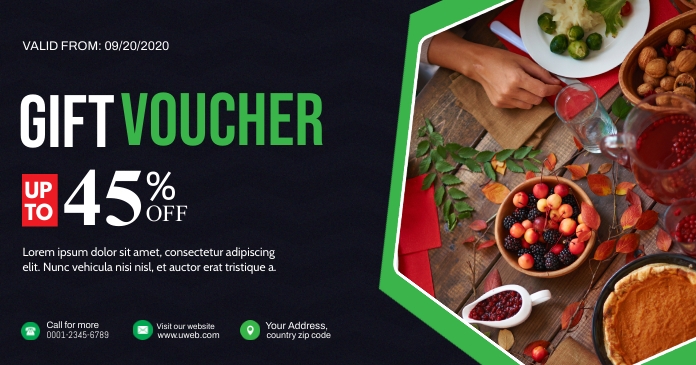 VALID FROM: 09/20/2020
GIFT VOUCHER
UP TO 45% OFF
Lorem ipsum dolor sit amet, consectetur adipiscing
elit. Nunc vehicula nisi nisl, et auctor erat tristique a.
Call for more
0001-2345-6789
Visit our website
www.uweb.com
Your Address,
country zip code